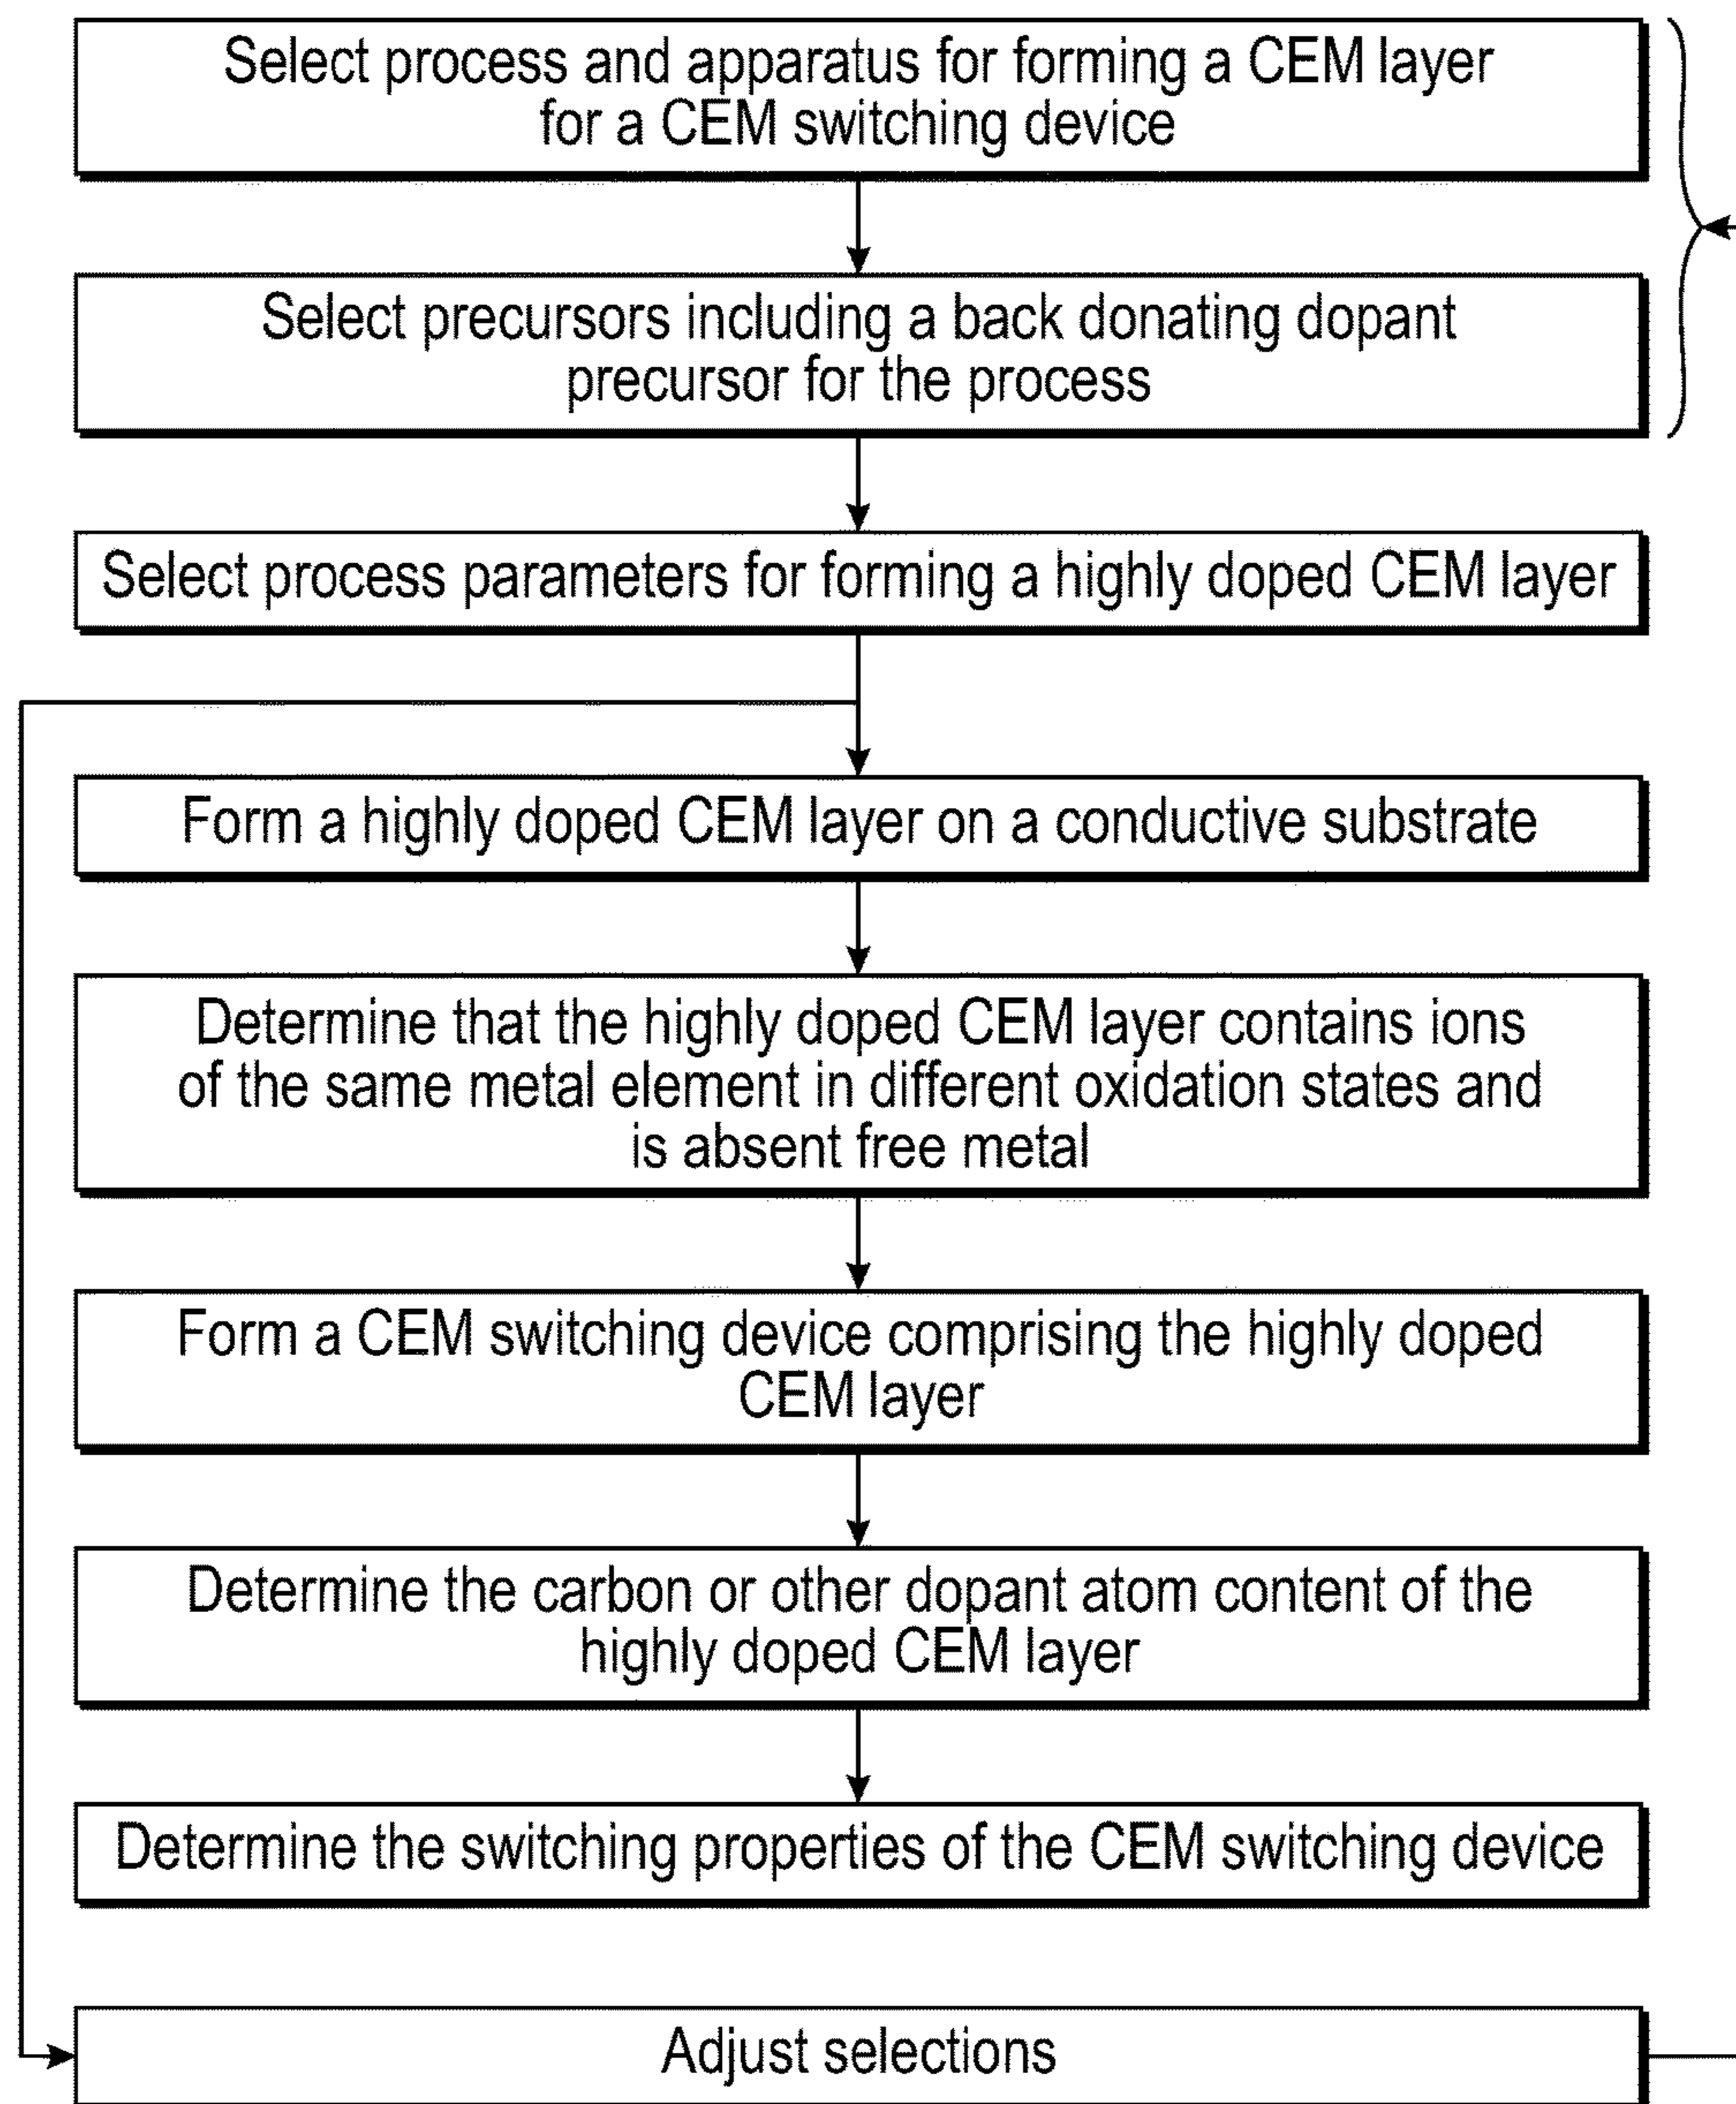 Select process and apparatus for forming a CEM layer
for a CEM switching device
Select precursors including a back donating dopant
precursor for the process
Select process parameters for forming a highly doped CEM layer
Form a highly doped CEM layer on a conductive substrate
Determine that the highly doped CEM layer contains ions
of the same metal element in different oxidation states and
is absent free metal
Form a CEM switching device comprising the highly doped
CEM layer
Determine the carbon or other dopant atom content of the
highly doped CEM layer
Determine the switching properties of the CEM switching device
Adjust selections